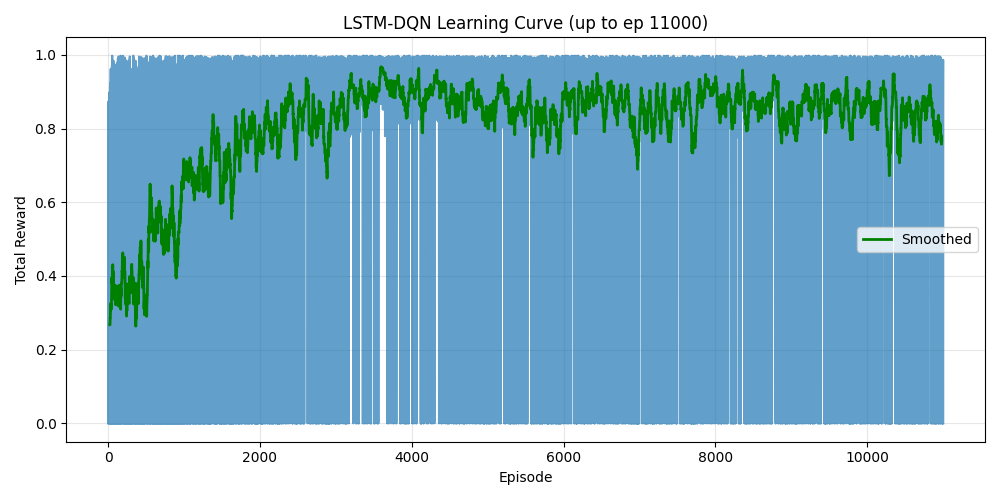 LSTM-DQN Learning Curve (up to ep 11000)
Total Reward
1.0
0.8
0.6
0.4
0.2
0.0
Smoothed
0 2000 4000 6000 8000 10000
Episode